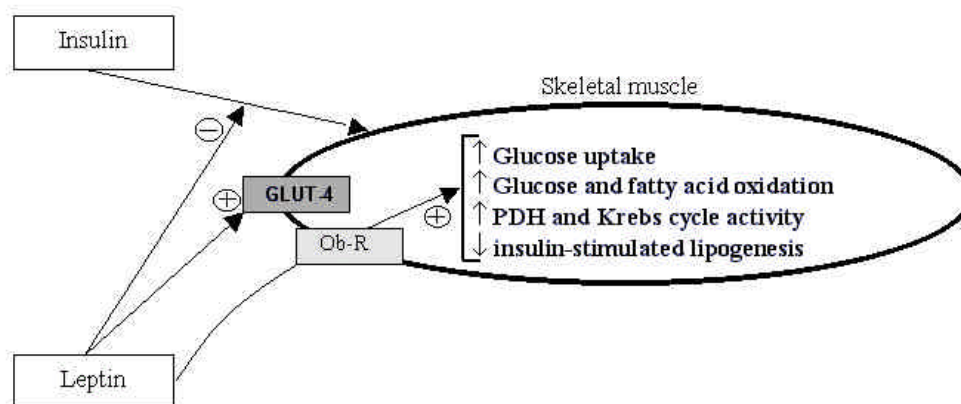 Insulin
Skeletal muscle
−
↑ Glucose uptake
↑ Glucose and fatty acid oxidation
↑ PDH and Krebs cycle activity
↓ insulin-stimulated lipogenesis
+
GLUT-4
+
Ob-R
Leptin